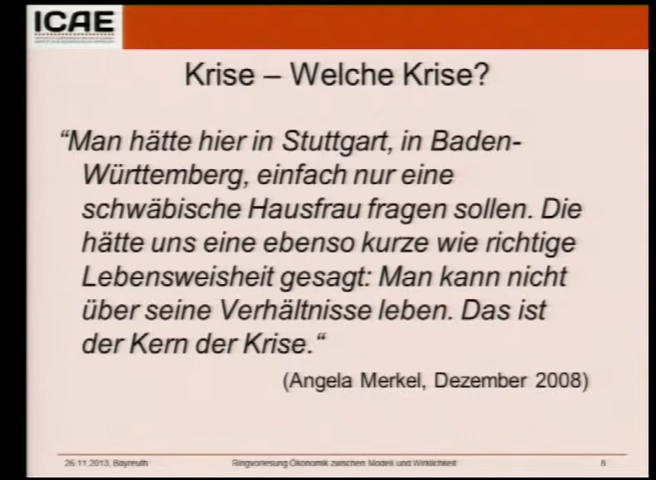 ICAE
Krise – Welche Krise?
“Man hätte hier in Stuttgart, in Baden-
Württemberg, einfach nur eine
schwäbische Hausfrau fragen sollen. Die
hätte uns eine ebenso kurze wie richtige
Lebensweisheit gesagt: Man kann nicht
über seine Verhältnisse leben. Das ist
der Kern der Krise.“
(Angela Merkel, Dezember 2008)
26.11.2013, Bayreuth Ringvorlesung Ökonomik zwischen Modell und Wirklichkeit